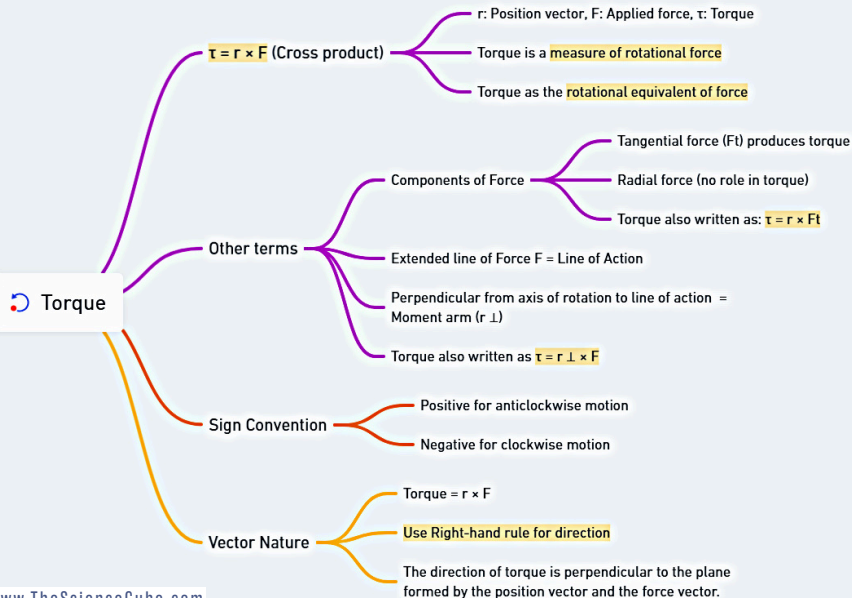 τ = r × F (Cross product)
r: Position vector, F: Applied force, τ: Torque
Torque is a measure of rotational force
Torque as the rotational equivalent of force
Other terms
Components of Force
Tangential force (Ft) produces torque
Radial force (no role in torque)
Torque also written as: τ = r × Ft
Extended line of Force F = Line of Action
Perpendicular from axis of rotation to line of action =
Moment arm (r ⊥)
Torque also written as τ = r ⊥ × F
Torque
Sign Convention
Positive for anticlockwise motion
Negative for clockwise motion
Vector Nature
Torque = r × F
Use Right-hand rule for direction
The direction of torque is perpendicular to the plane
formed by the position vector and the force vector.
ww.TheScienceCube.com